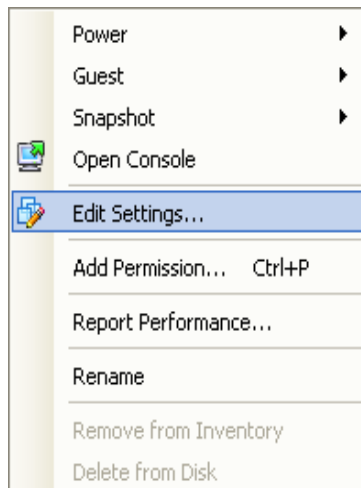 Power
Guest
Snapshot
Open Console
Edit Settings...
Add Permission... Ctrl+P
Report Performance...
Rename
Remove from Inventory
Delete from Disk